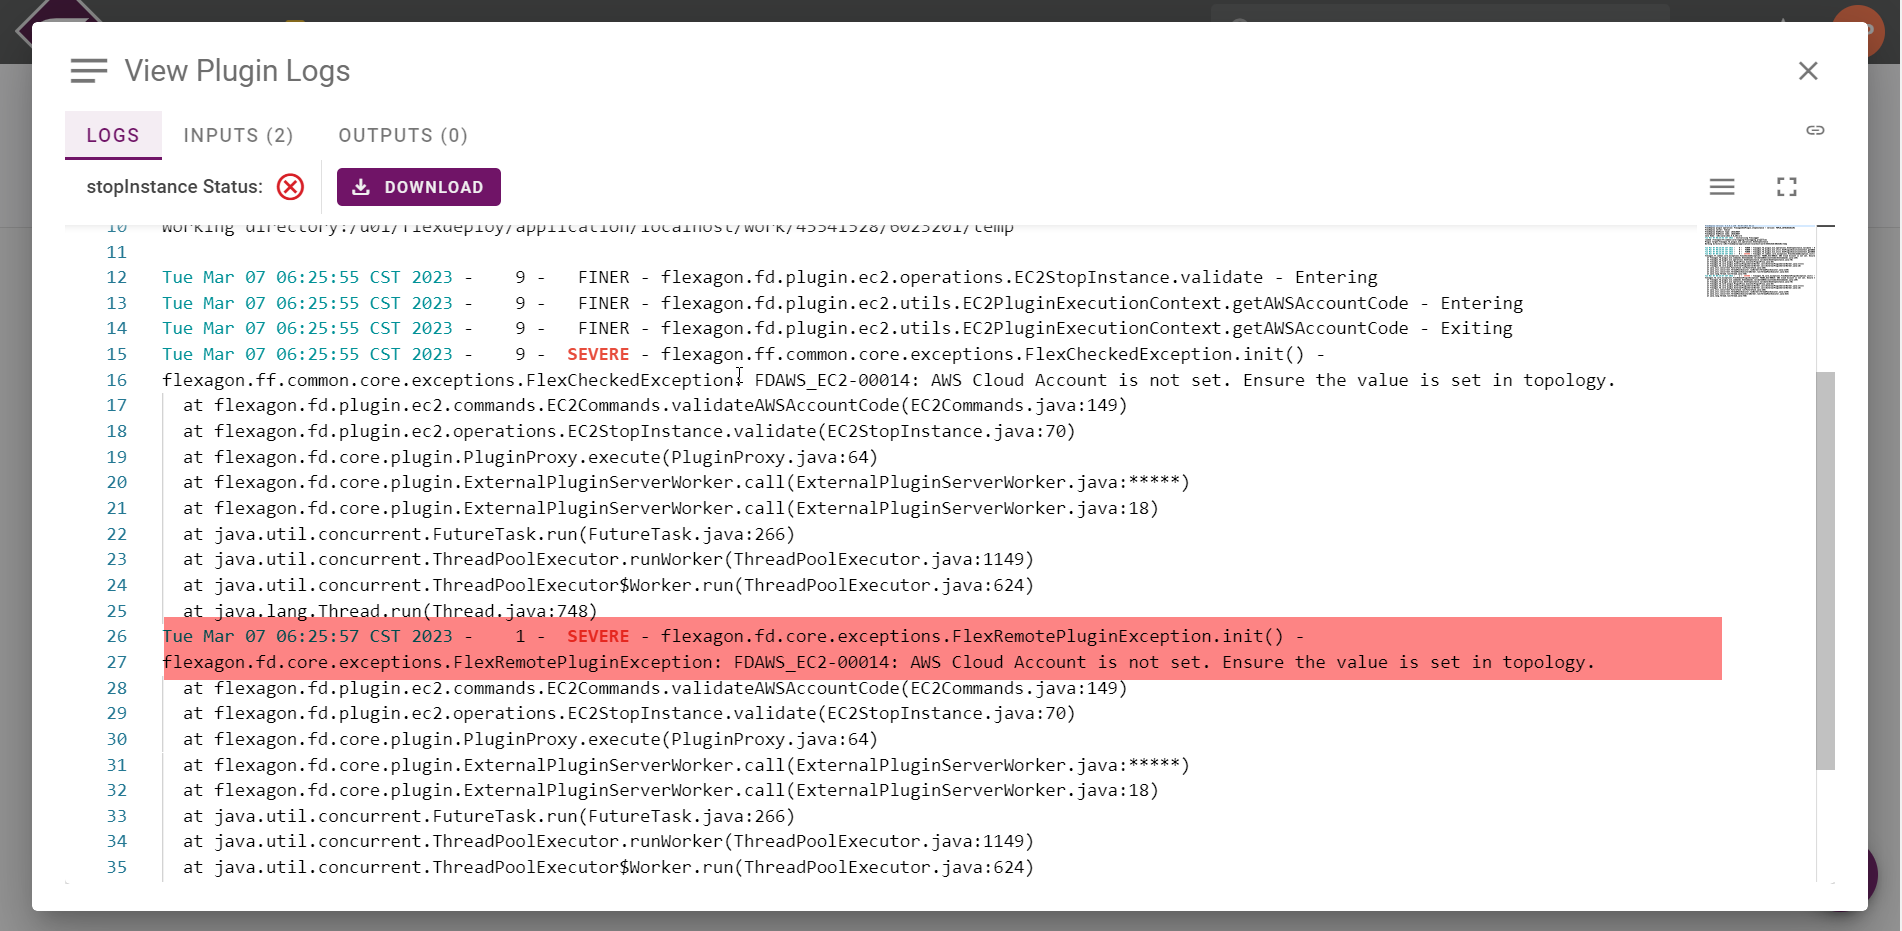 View Plugin Logs
LOGS
INPUTS (2)
OUTPUTS (0)
stopInstance Status:
DOWNLOAD
10 Working directory:/u01/flexdeploy/application/localhost/work/45541528/6025201/temp
11
12 Tue Mar 07 06:25:55 CST 2023 - 9 - FINER - flexagon.fd.plugin.ec2.operations.EC2StopInstance.validate - Entering
13 Tue Mar 07 06:25:55 CST 2023 - 9 - FINER - flexagon.fd.plugin.ec2.utils.EC2PluginExecutionContext.getAWSAccountCode - Entering
14 Tue Mar 07 06:25:55 CST 2023 - 9 - FINER - flexagon.fd.plugin.ec2.utils.EC2PluginExecutionContext.getAWSAccountCode - Exiting
15 Tue Mar 07 06:25:55 CST 2023 - 9 - SEVERE - flexagon.ff.common.core.exceptions.FlexCheckedException.init() -
16 flexagon.ff.common.core.exceptions.FlexCheckedException: FDAWS_EC2-00014: AWS Cloud Account is not set. Ensure the value is set in topology.
17 at flexagon.fd.plugin.ec2.commands.EC2Commands.validateAWSAccountCode(EC2Commands.java:149)
18 at flexagon.fd.plugin.ec2.operations.EC2StopInstance.validate(EC2StopInstance.java:70)
19 at flexagon.fd.core.plugin.PluginProxy.execute(PluginProxy.java:64)
20 at flexagon.fd.core.plugin.ExternalPluginServerWorker.call(ExternalPluginServerWorker.java:*****)
21 at flexagon.fd.core.plugin.ExternalPluginServerWorker.call(ExternalPluginServerWorker.java:18)
22 at java.util.concurrent.FutureTask.run(FutureTask.java:266)
23 at java.util.concurrent.ThreadPoolExecutor.runWorker(ThreadPoolExecutor.java:1149)
24 at java.util.concurrent.ThreadPoolExecutor$Worker.run(ThreadPoolExecutor.java:624)
25 at java.lang.Thread.run(Thread.java:748)
26 Tue Mar 07 06:25:57 CST 2023 - 1 - SEVERE - flexagon.fd.core.exceptions.FlexRemotePluginException.init() -
27 flexagon.fd.core.exceptions.FlexRemotePluginException: FDAWS_EC2-00014: AWS Cloud Account is not set. Ensure the value is set in topology.
28 at flexagon.fd.plugin.ec2.commands.EC2Commands.validateAWSAccountCode(EC2Commands.java:149)
29 at flexagon.fd.plugin.ec2.operations.EC2StopInstance.validate(EC2StopInstance.java:70)
30 at flexagon.fd.core.plugin.PluginProxy.execute(PluginProxy.java:64)
31 at flexagon.fd.core.plugin.ExternalPluginServerWorker.call(ExternalPluginServerWorker.java:*****)
32 at flexagon.fd.core.plugin.ExternalPluginServerWorker.call(ExternalPluginServerWorker.java:18)
33 at java.util.concurrent.FutureTask.run(FutureTask.java:266)
34 at java.util.concurrent.ThreadPoolExecutor.runWorker(ThreadPoolExecutor.java:1149)
35 at java.util.concurrent.ThreadPoolExecutor$Worker.run(ThreadPoolExecutor.java:624)